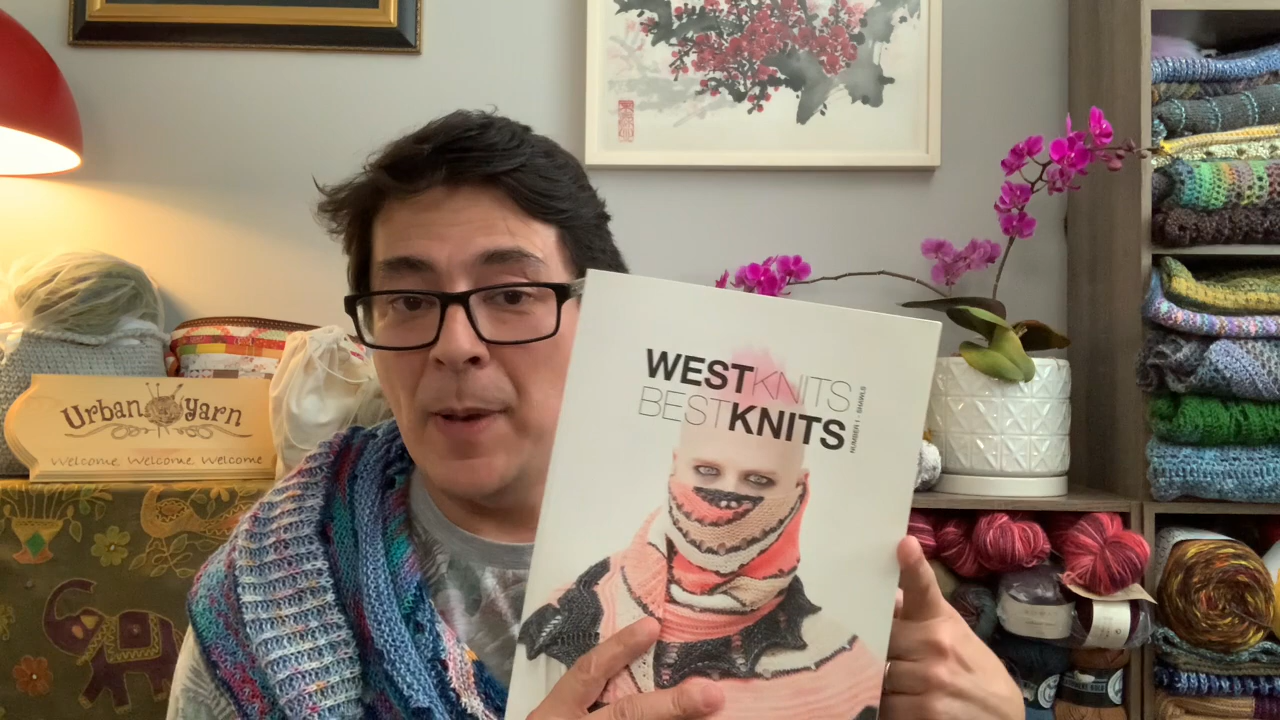 Urban Yarn
Welcome, Welcome, Welcome
WESTKNITS
BESTKNITS
NUMBER 1 - SHAWLS